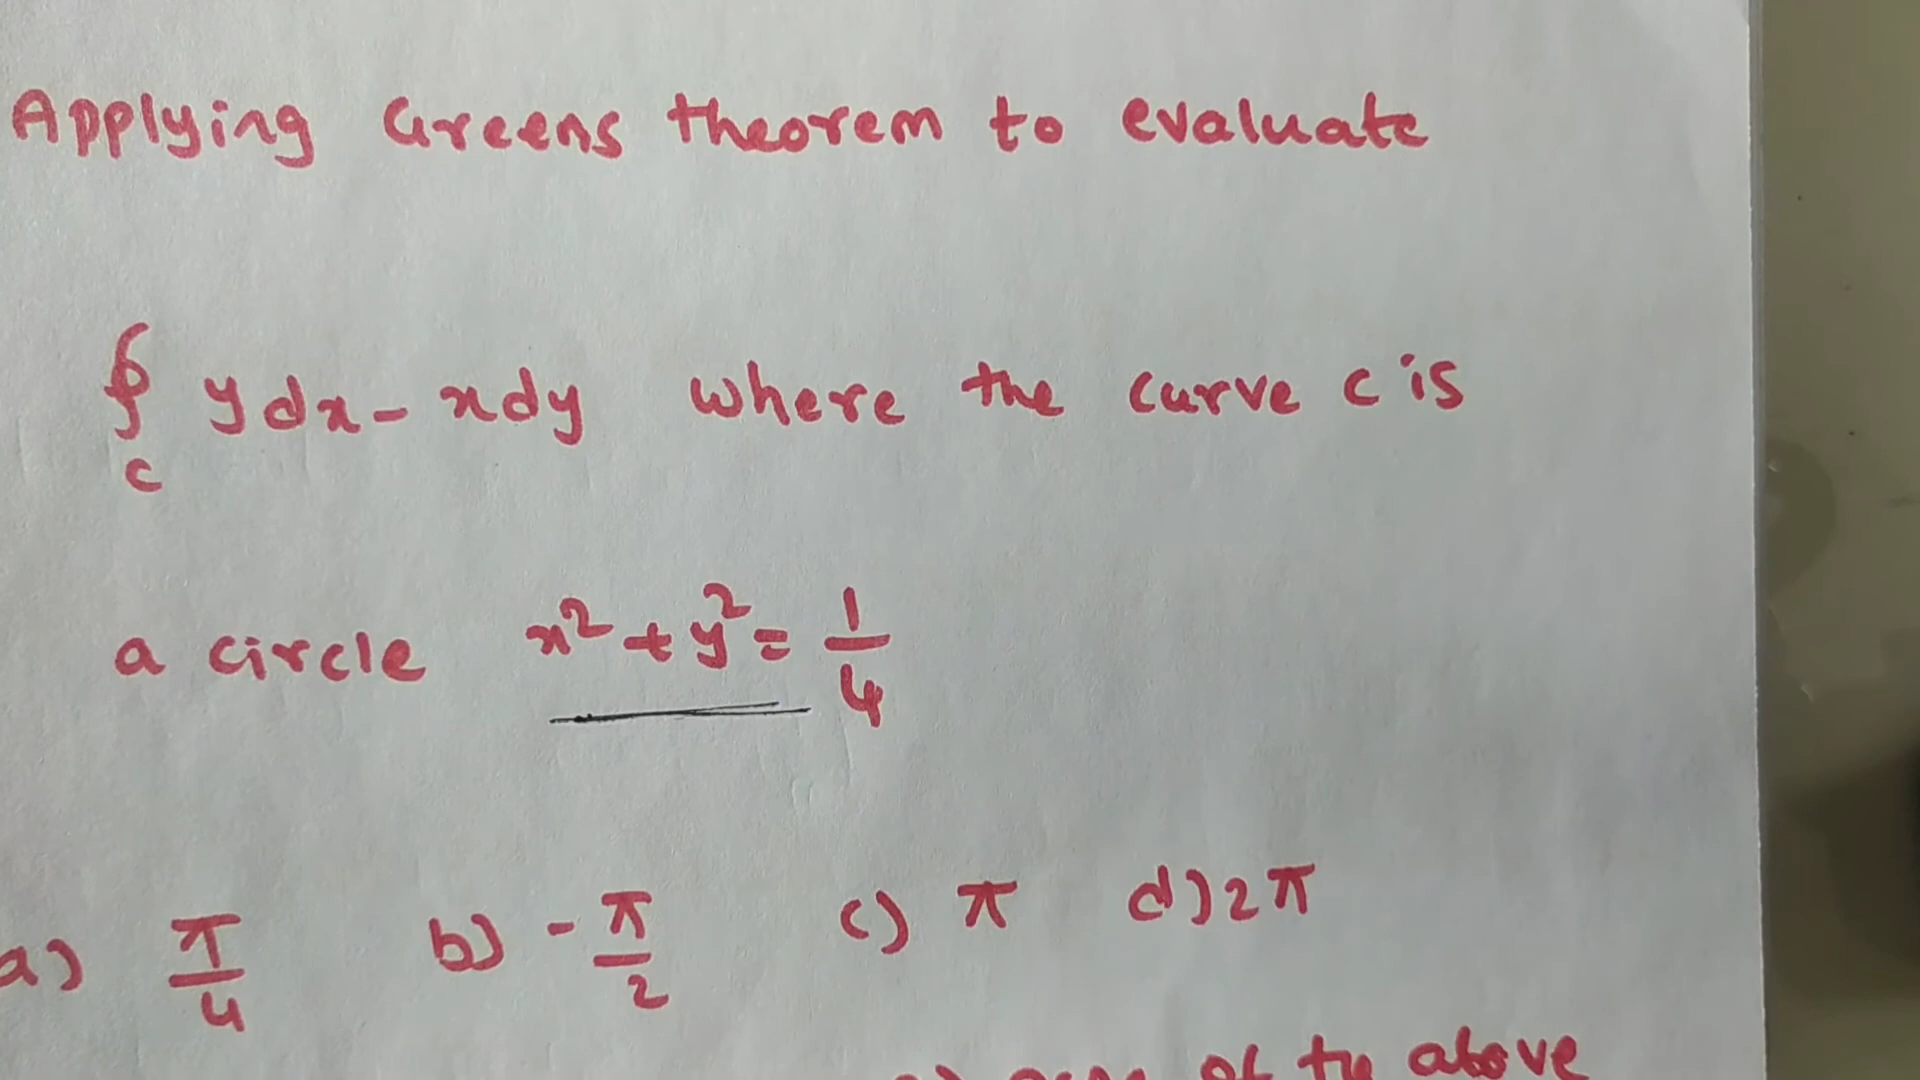 Applying Greens theorem to evaluate
∮c ydx - xdy where the curve c is
a circle x² + y² = 1/4
a) π/4 b) -π/2 c) π d) 2π
of the above